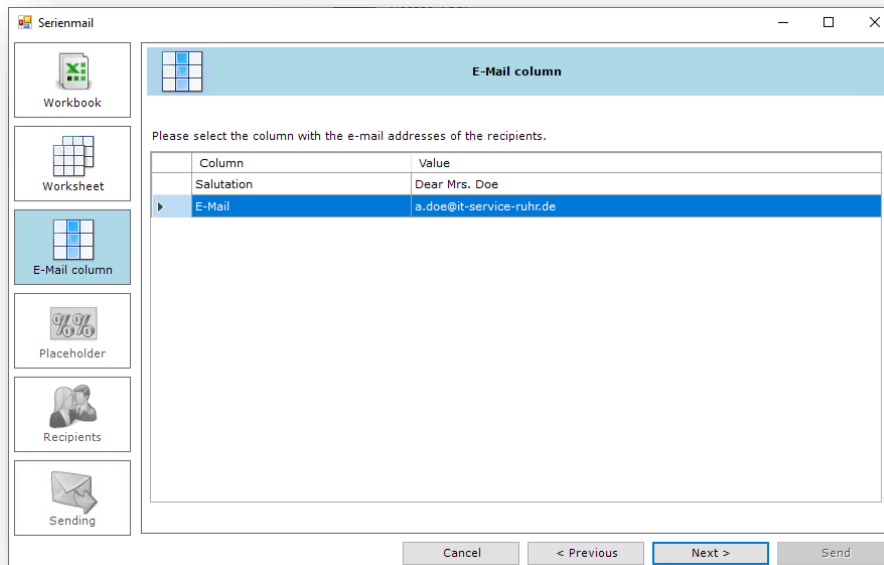 Serienmail
Workbook
Worksheet
E-Mail column
Placeholder
Recipients
Sending
E-Mail column
Please select the column with the e-mail addresses of the recipients.
Column Value
Salutation Dear Mrs. Doe
E-Mail a.doe@it-service-ruhr.de
Cancel < Previous Next > Send